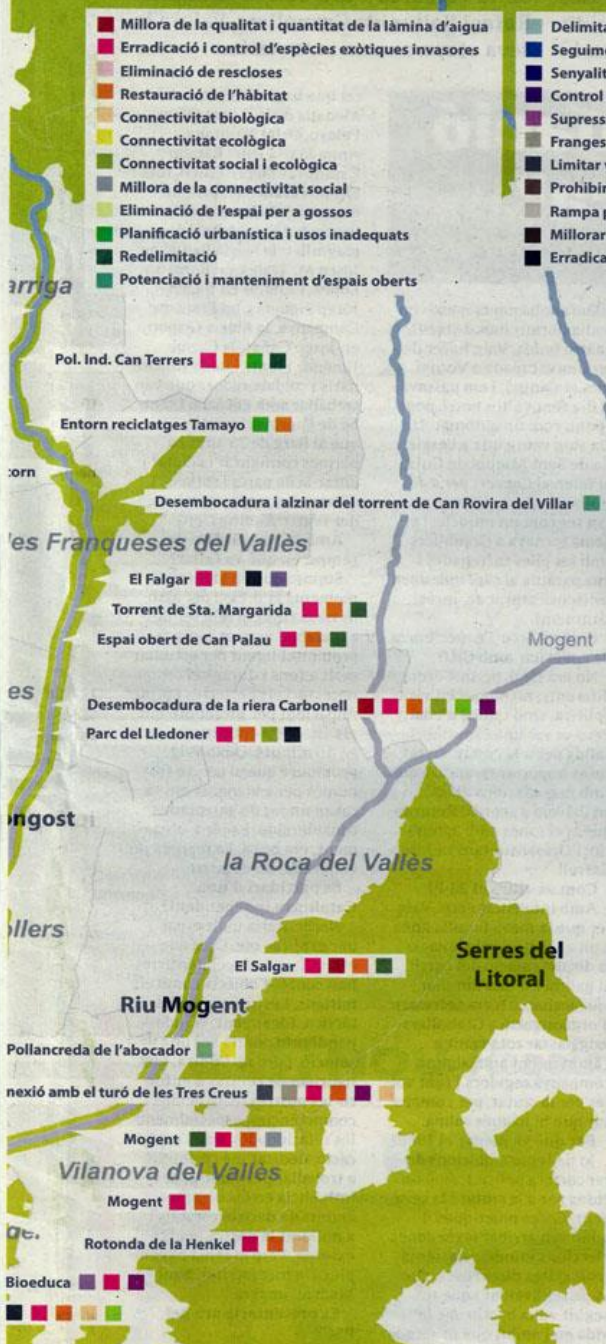 Millora de la qualitat i quantitat de la làmina d'aigua
Erradicació i control d'espècies exòtiques invasores
Eliminació de rescloses
Restauració de l'hàbitat
Connectivitat biològica
Connectivitat ecològica
Connectivitat social i ecològica
Millora de la connectivitat social
Eliminació de l'espai per a gossos
Planificació urbanística i usos inadequats
Redelimitació
Potenciació i manteniment d'espais oberts
Delimita
Seguime
Senyalit
Control
Supress
Franges
Limitar v
Prohibir
Rampa p
Millorar
Erradica
arriga
Pol. Ind. Can Terrers
Entorn reciclatges Tamayo
corn
Desembocadura i alzinar del torrent de Can Rovira del Villar
les Franqueses del Vallès
El Falgar
Torrent de Sta. Margarida
Espai obert de Can Palau
Mogent
es
Desembocadura de la riera Carbonell
Parc del Lledoner
ongost
la Roca del Vallès
ollers
Serres del
Litoral
El Salgar
Riu Mogent
Pollancreda de l'abocador
nexió amb el turó de les Tres Creus
Mogent
Vilanova del Vallès
Mogent
Rotonda de la Henkel
Bioeduca